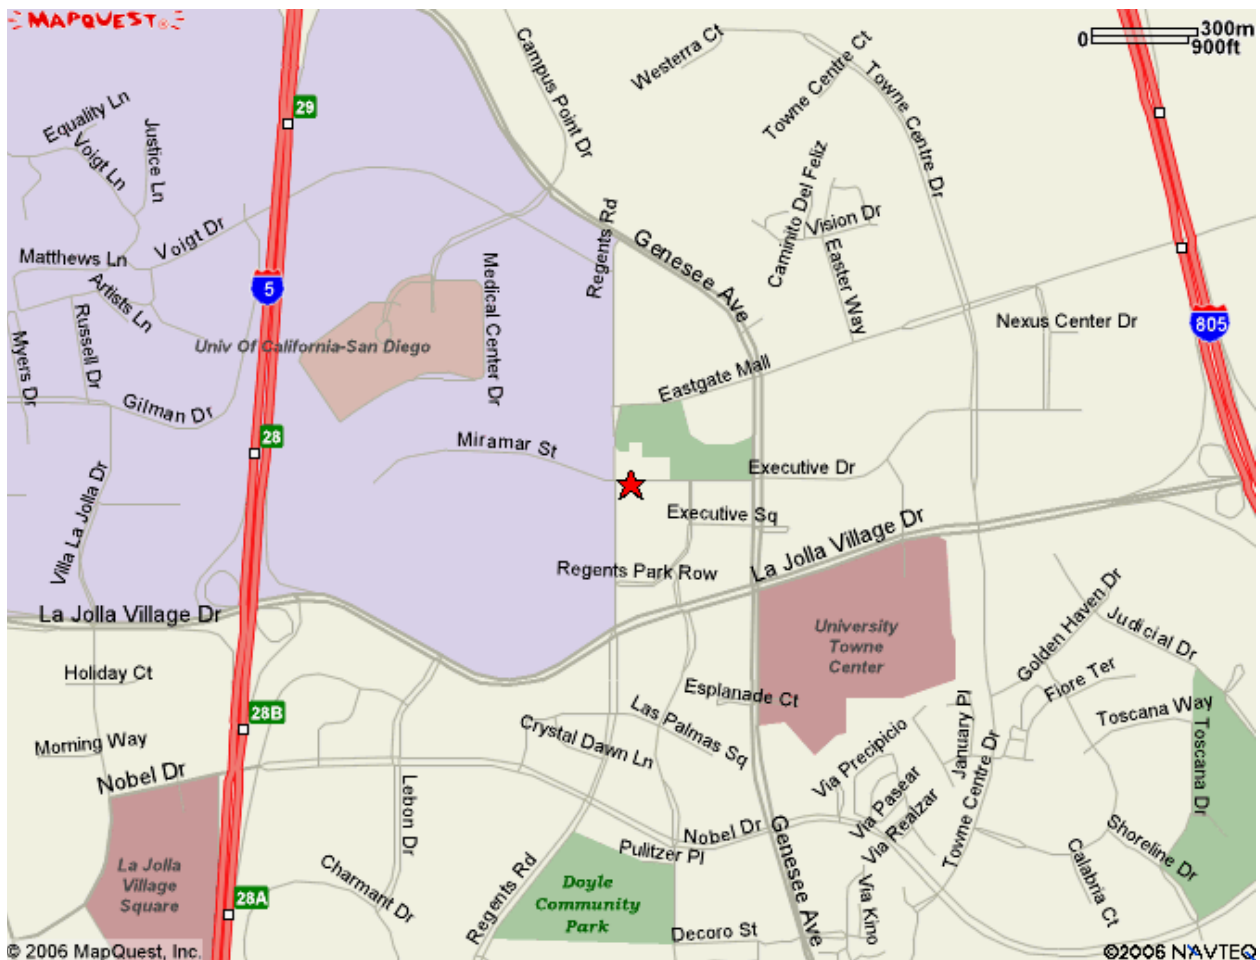 MAPQUEST®
0
300m
900ft
Campus Point Dr
Westerra Ct
Towne Centre Ct
Towne Centre Dr
29
Equality Ln
Voigt Ln
Justice Ln
Voigt Dr
Matthews Ln
Artists Ln
Russell Dr
Myers Dr
Gilman Dr
5
Univ Of California-San Diego
Medical Center Dr
Regents Rd
Genesee Ave
Caminito Del Feliz
Vision Dr
Easter Way
Nexus Center Dr
805
Eastgate Mall
28
Miramar St
Executive Dr
Villa La Jolla Dr
Executive Sq
La Jolla Village Dr
Regents Park Row
La Jolla Village Dr
University
Towne
Center
Golden Haven Dr
Judicial Dr
Holiday Ct
Esplanade Ct
Fiore Ter
28B
Las Palmas Sq
January Pl
Toscana Way
Toscana Dr
Morning Way
Crystal Dawn Ln
Via Precipicio
Nobel Dr
Lebon Dr
Via Pasear
Via Realzar
Towne Centre Dr
Nobel Dr
Genesee Ave
Pulitzer Pl
Shoreline Dr
Calabria Ct
La Jolla
Village
Square
28A
Charmant Dr
Regents Rd
Doyle
Community
Park
Via Kino
Decoro St
© 2006 MapQuest, Inc.
©2006 NAVTEQ